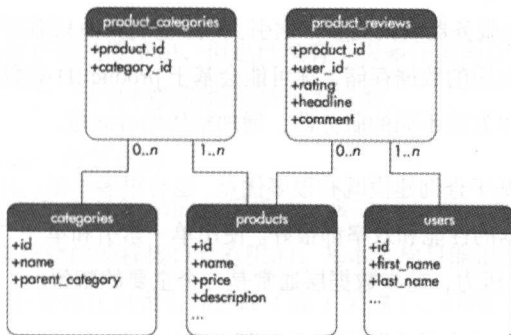 product_categories
+product_id
+category_id
product_reviews
+product_id
+user_id
+rating
+headline
+comment
0..n
1..n
0..n
1..n
categories
+id
+name
+parent_category
products
+id
+name
+price
+description
...
users
+id
+first_name
+last_name
...